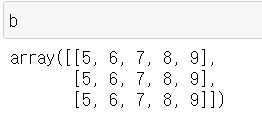 b
array([[5, 6, 7, 8, 9],
       [5, 6, 7, 8, 9],
       [5, 6, 7, 8, 9]])